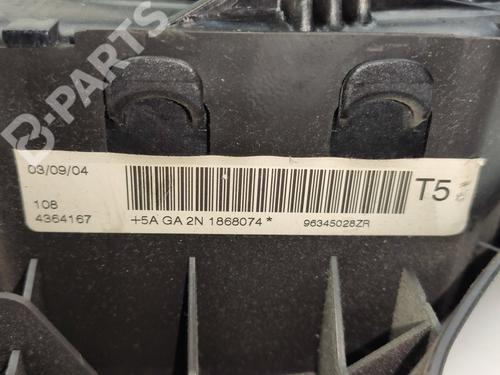 B-PARTS
03/09/04
108
4364167
+5A GA 2N 1868074*
96345028ZR
T5